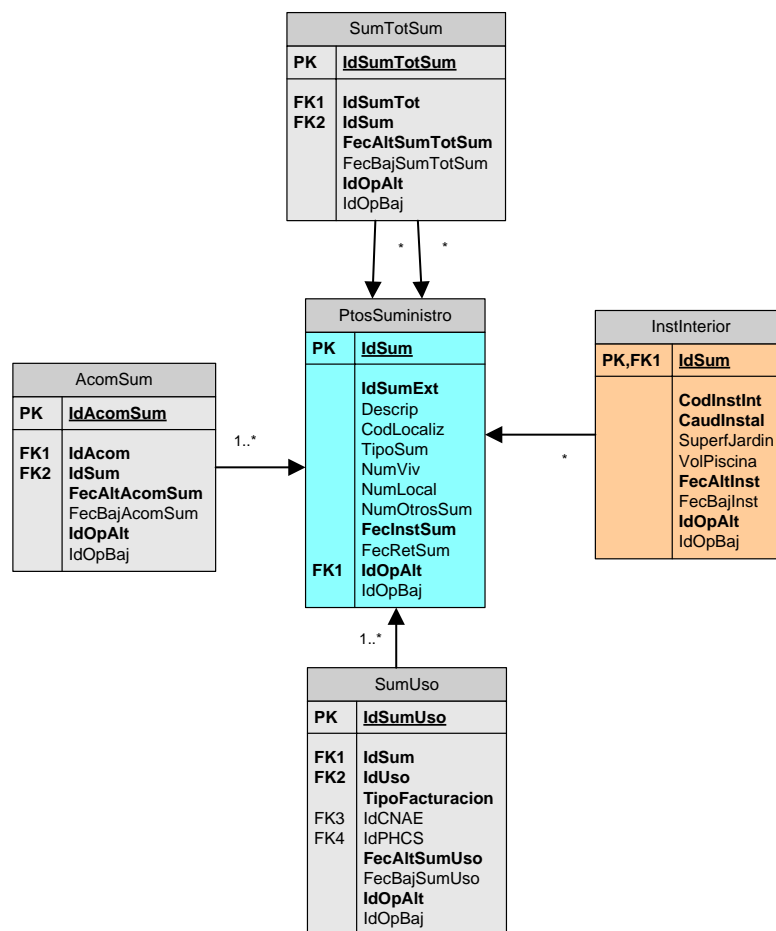 SumTotSum
PK IdSumTotSum
FK1 IdSumTot
FK2 IdSum
FecAltSumTotSum
FecBajSumTotSum
IdOpAlt
IdOpBaj
* *
PtosSuministro
PK IdSum
IdSumExt
Descrip
CodLocaliz
TipoSum
NumViv
NumLocal
NumOtrosSum
FecInstSum
FecRetSum
FK1 IdOpAlt
IdOpBaj
InstInterior
PK,FK1 IdSum
CodInstInt
CaudInstal
SuperfJardin
VolPiscina
FecAltInst
FecBajInst
IdOpAlt
IdOpBaj
*
AcomSum
PK IdAcomSum
FK1 IdAcom
FK2 IdSum
FecAltAcomSum
FecBajAcomSum
IdOpAlt
IdOpBaj
1..*
1..*
SumUso
PK IdSumUso
FK1 IdSum
FK2 IdUso
TipoFacturacion
FK3 IdCNAE
FK4 IdPHCS
FecAltSumUso
FecBajSumUso
IdOpAlt
IdOpBaj